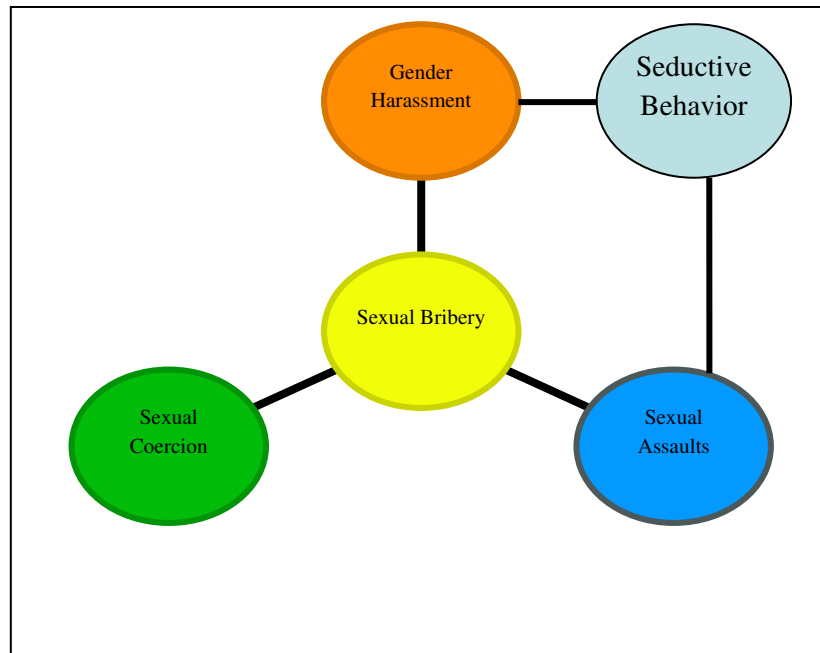 Gender
Harassment
Seductive
Behavior
Sexual Bribery
Sexual
Coercion
Sexual
Assaults